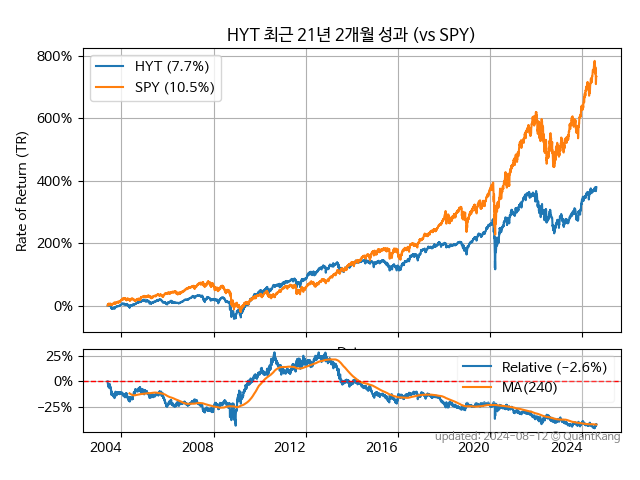 HYT 최근 21년 2개월 성과 (vs SPY)
Rate of Return (TR)
800%
600%
400%
200%
0%
HYT (7.7%)
SPY (10.5%)
25%
0%
−25%
Relative (−2.6%)
MA(240)
2004 2008 2012 2016 2020 2024
updated: 2024-08-12 © QuantKang